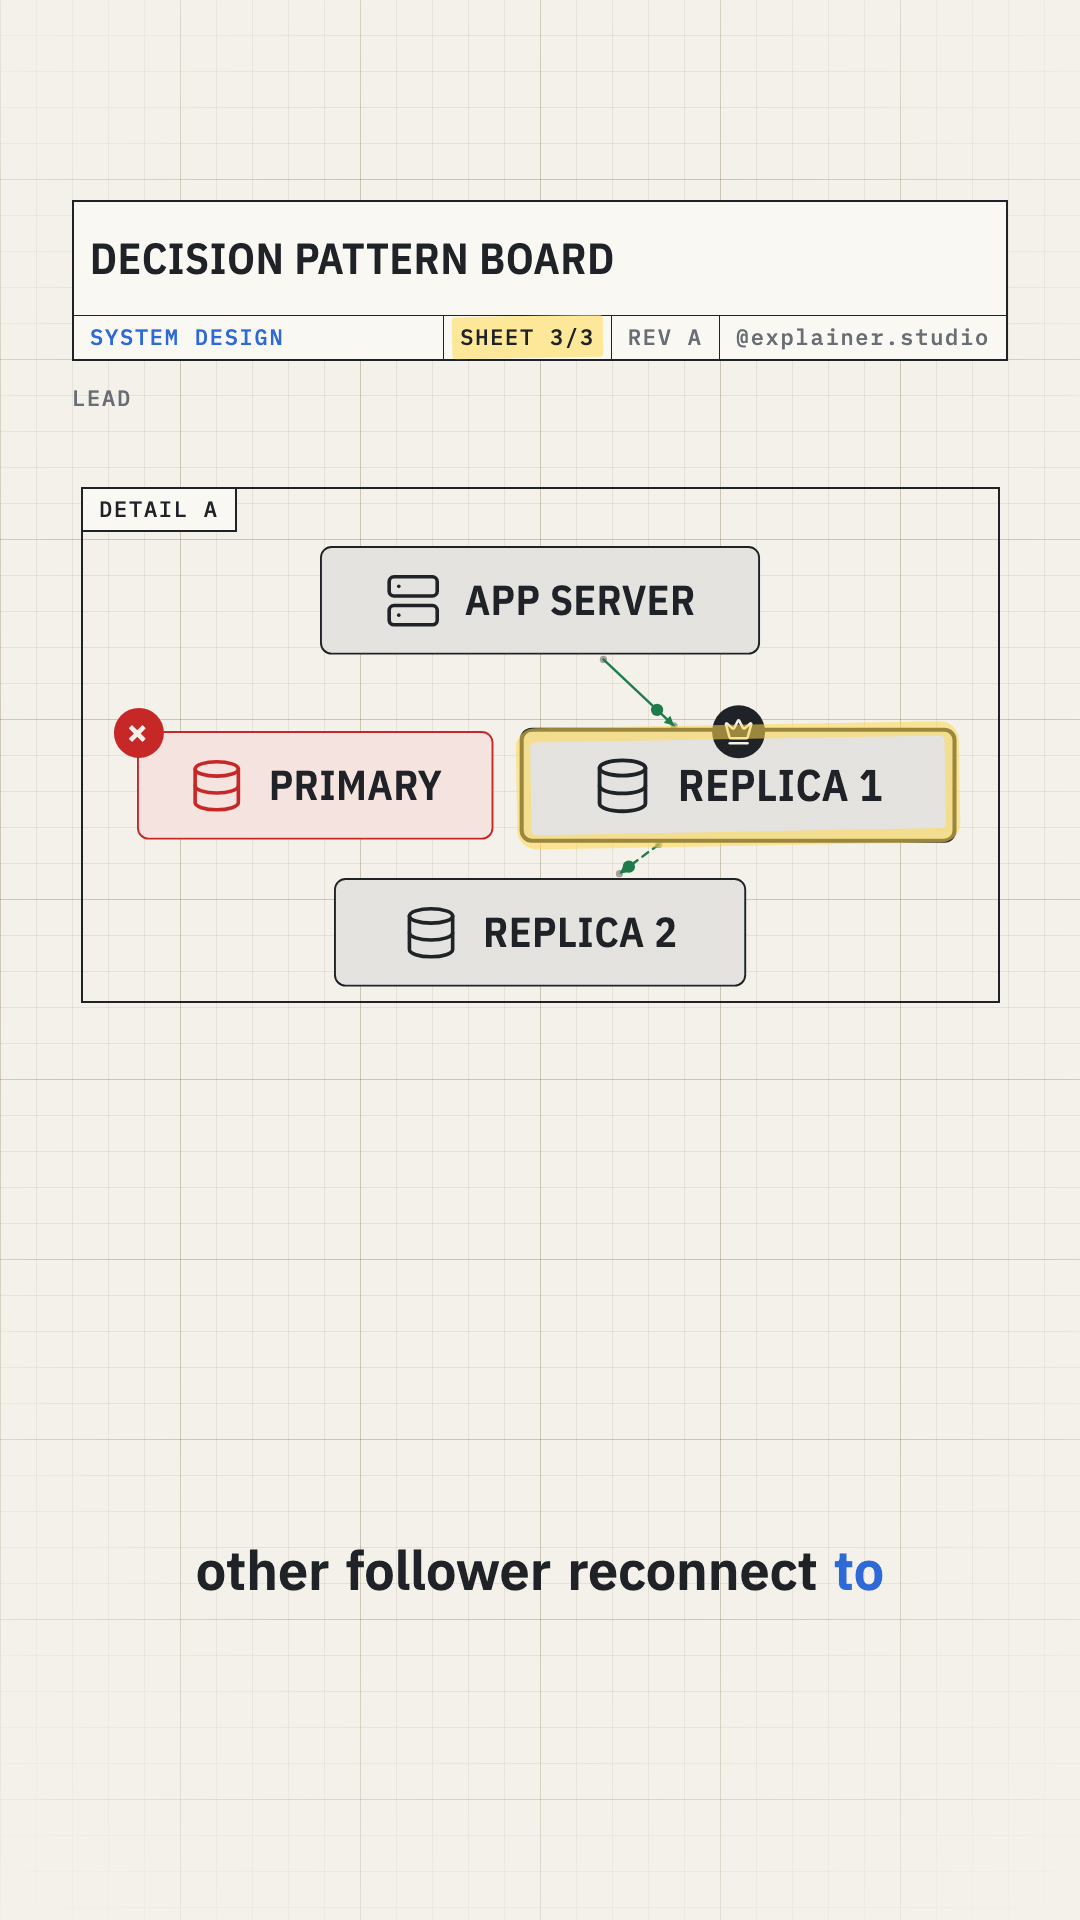 DECISION PATTERN BOARD
SYSTEM DESIGN
SHEET 3/3
REV A
@explainer.studio
LEAD
DETAIL A
APP SERVER
PRIMARY
REPLICA 1
REPLICA 2
other follower reconnect to